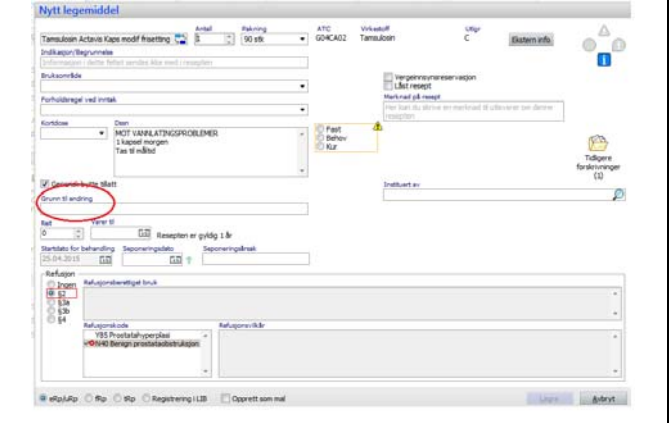 Nytt legemiddel
Antall Pakning ATC Virkestoff Utlgr
Tamsulosin Actavis Kaps modif frisetting 1 90 stk G04CA02 Tamsulosin C Ekstern info
Indikasjon/Begrunnelse
Informasjon i dette feltet sendes ikke med i resepten
Bruksområde
Vergeinnsynsreservasjon
Låst resept
Forholdsregel ved inntak
Merknad på resept
Her kan du skrive en merknad til utleverer om denne
resepten
Kortdose Dssn
MOT VANNLATINGSPROBLEMER
1 kapsel morgen
Tas til måltid
Fast
Behov
Kur
Tidligere
forskrivninger
(1)
Generisk bytte tillatt
Instituert av
Grunn til endring
Reit Varer til
0 Resepten er gyldig 1 år
Startdato for behandling Seponeringsdato Seponeringsårsak
25.04.2015
Refusjon
Ingen
§2
§3a
§3b
§4
Refusjonsberettiget bruk
Refusjonskode Refusjonsvilkår
Y85 Prostatahyperplasi
N40 Benign prostataobstruksjon
eRp/uRp fRp tRp Registrering i LIB Opprett som mal Lagre Avbryt